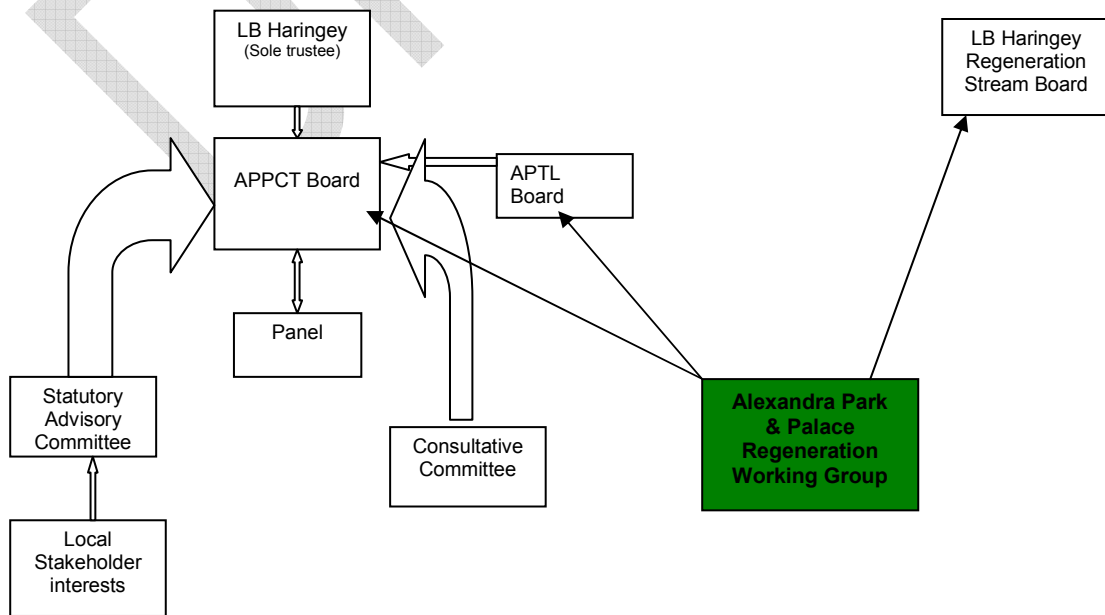 LB Haringey
(Sole trustee)
LB Haringey
Regeneration
Stream Board
APPCT Board
APTL
Board
Panel
Statutory
Advisory
Committee
Consultative
Committee
Alexandra Park
& Palace
Regeneration
Working Group
Local
Stakeholder
interests